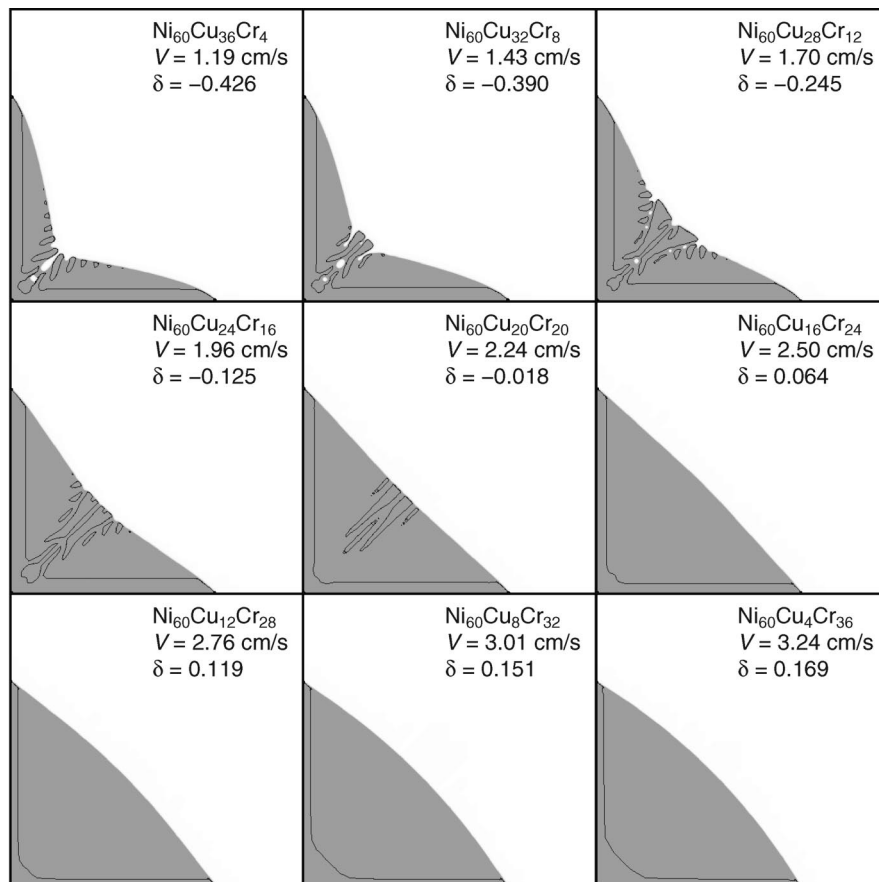 Ni₆₀Cu₃₆Cr₄
V = 1.19 cm/s
δ = −0.426
Ni₆₀Cu₃₂Cr₈
V = 1.43 cm/s
δ = −0.390
Ni₆₀Cu₂₈Cr₁₂
V = 1.70 cm/s
δ = −0.245
Ni₆₀Cu₂₄Cr₁₆
V = 1.96 cm/s
δ = −0.125
Ni₆₀Cu₂₀Cr₂₀
V = 2.24 cm/s
δ = −0.018
Ni₆₀Cu₁₆Cr₂₄
V = 2.50 cm/s
δ = 0.064
Ni₆₀Cu₁₂Cr₂₈
V = 2.76 cm/s
δ = 0.119
Ni₆₀Cu₈Cr₃₂
V = 3.01 cm/s
δ = 0.151
Ni₆₀Cu₄Cr₃₆
V = 3.24 cm/s
δ = 0.169